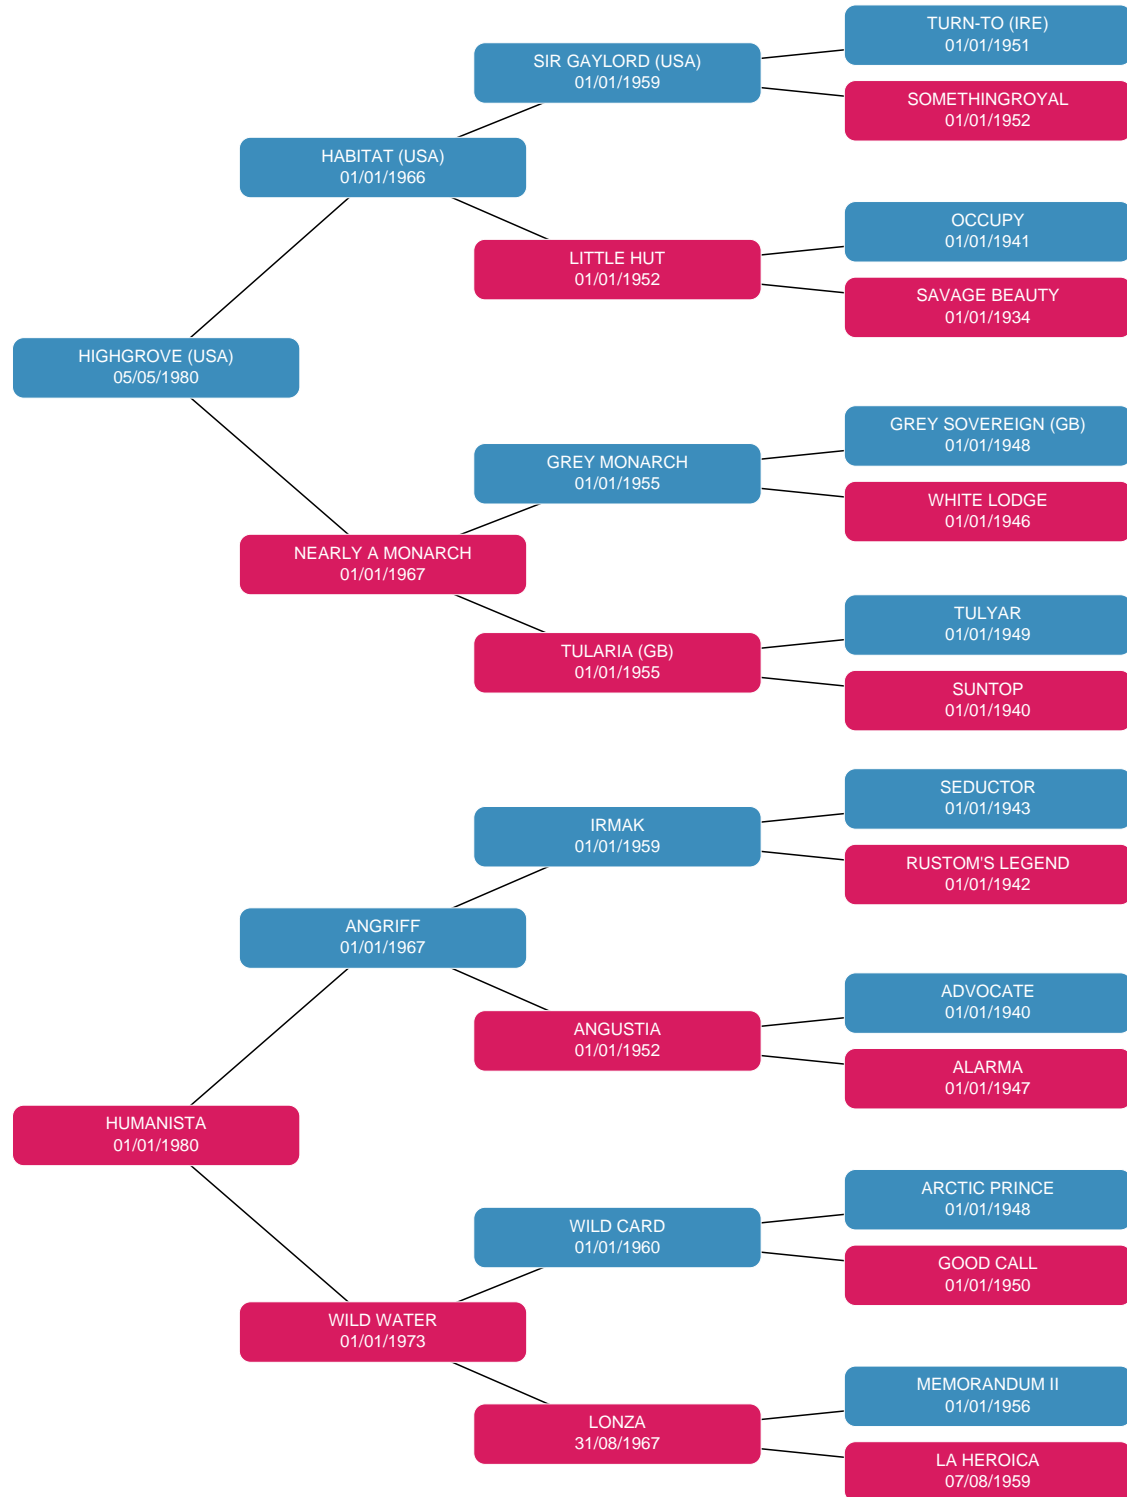 TURN-TO (IRE)
01/01/1951
SIR GAYLORD (USA)
01/01/1959
SOMETHINGROYAL
01/01/1952
HABITAT (USA)
01/01/1966
OCCUPY
01/01/1941
LITTLE HUT
01/01/1952
SAVAGE BEAUTY
01/01/1934
HIGHGROVE (USA)
05/05/1980
GREY SOVEREIGN (GB)
01/01/1948
GREY MONARCH
01/01/1955
WHITE LODGE
01/01/1946
NEARLY A MONARCH
01/01/1967
TULYAR
01/01/1949
TULARIA (GB)
01/01/1955
SUNTOP
01/01/1940
SEDUCTOR
01/01/1943
IRMAK
01/01/1959
RUSTOM'S LEGEND
01/01/1942
ANGRIFF
01/01/1967
ADVOCATE
01/01/1940
ANGUSTIA
01/01/1952
ALARMA
01/01/1947
HUMANISTA
01/01/1980
ARCTIC PRINCE
01/01/1948
WILD CARD
01/01/1960
GOOD CALL
01/01/1950
WILD WATER
01/01/1973
MEMORANDUM II
01/01/1956
LONZA
31/08/1967
LA HEROICA
07/08/1959